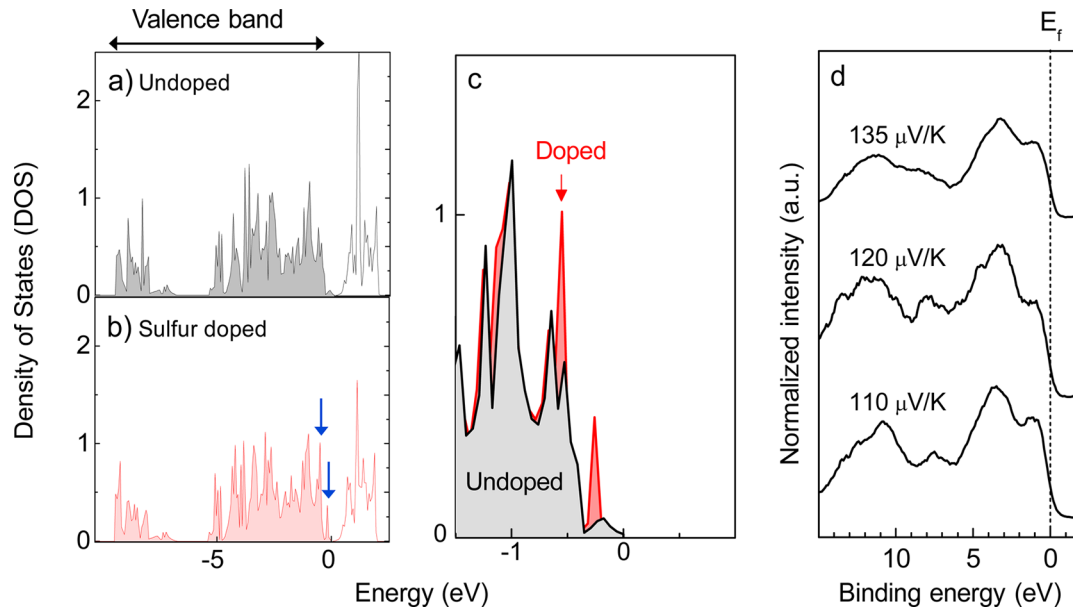 Valence band
a) Undoped
2
1
0
b) Sulfur doped
2
1
0
-5
0
Density of States (DOS)
c
Doped
Undoped
1
0
-1
0
Energy (eV)
E_f
d
135 μV/K
120 μV/K
110 μV/K
Normalized intensity (a.u.)
10
5
0
Binding energy (eV)